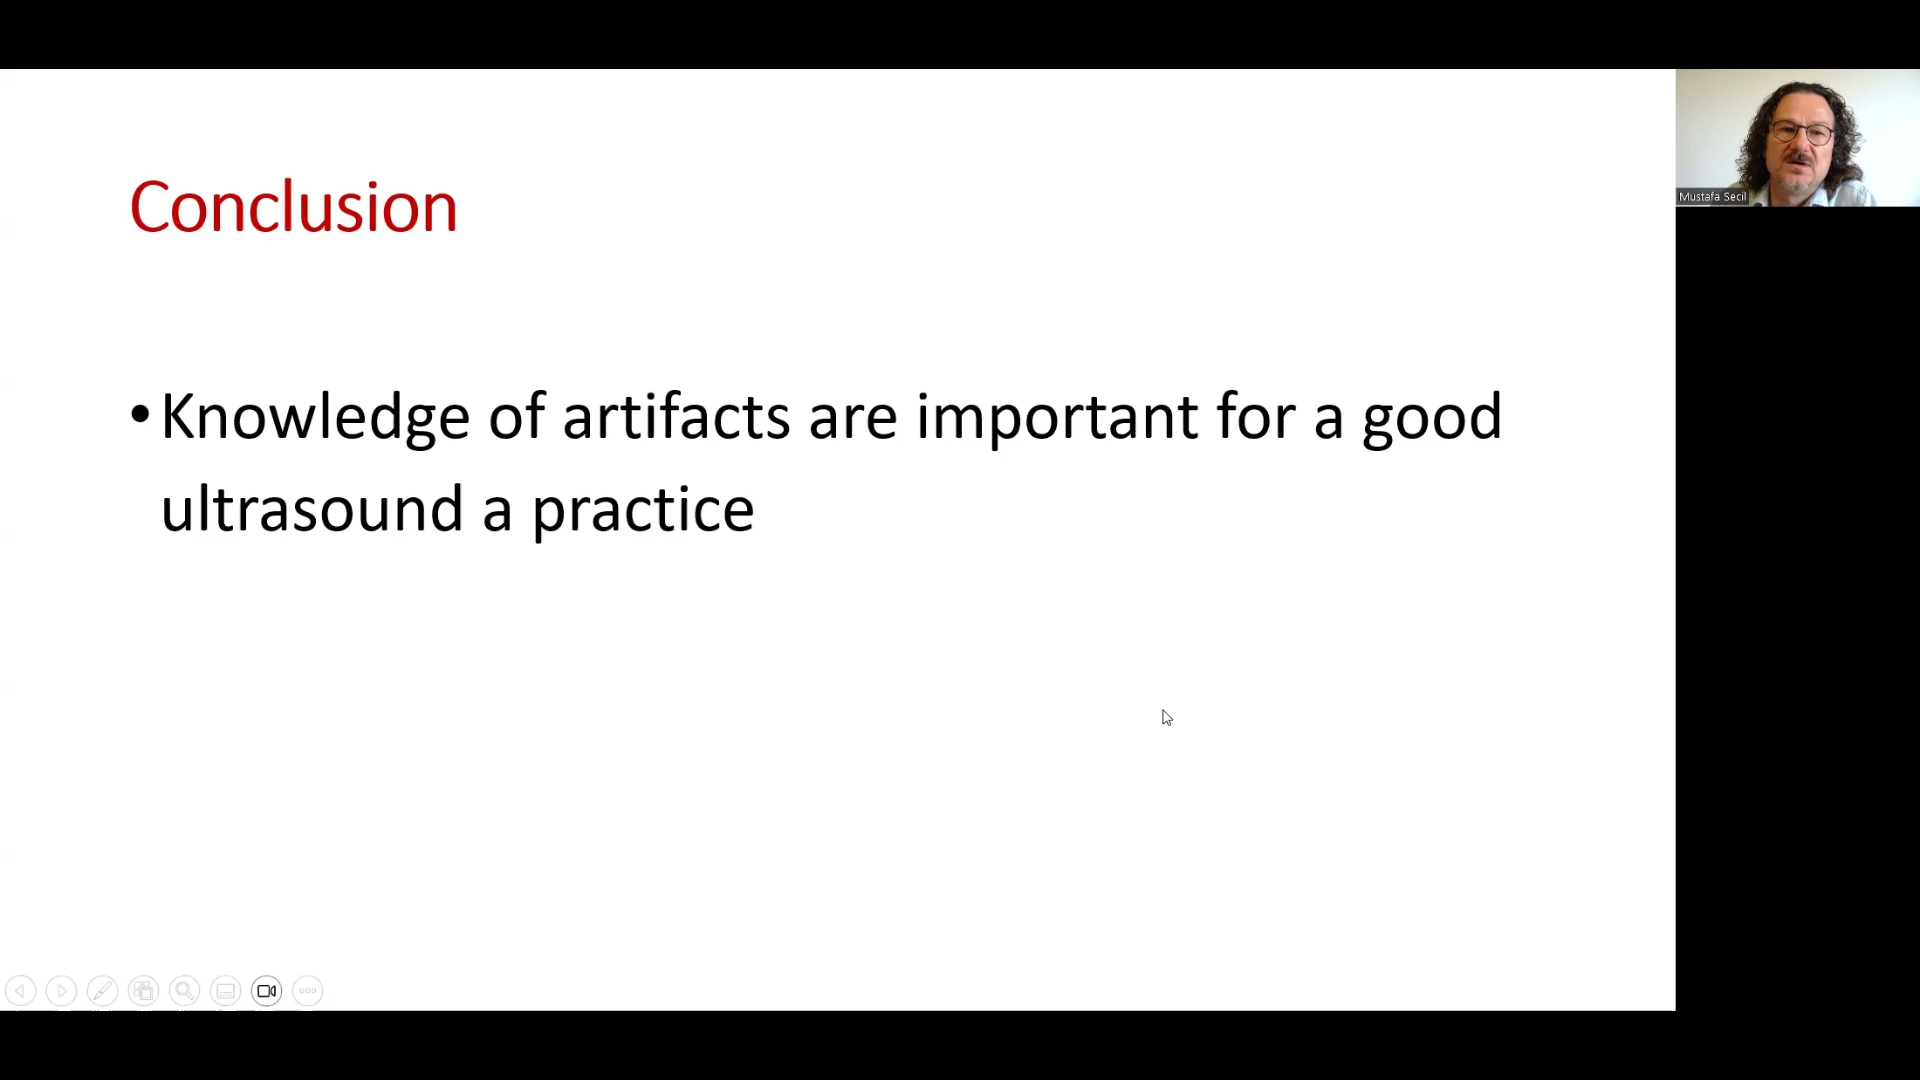 Conclusion
• Knowledge of artifacts are important for a good
ultrasound a practice
Mustafa Secil